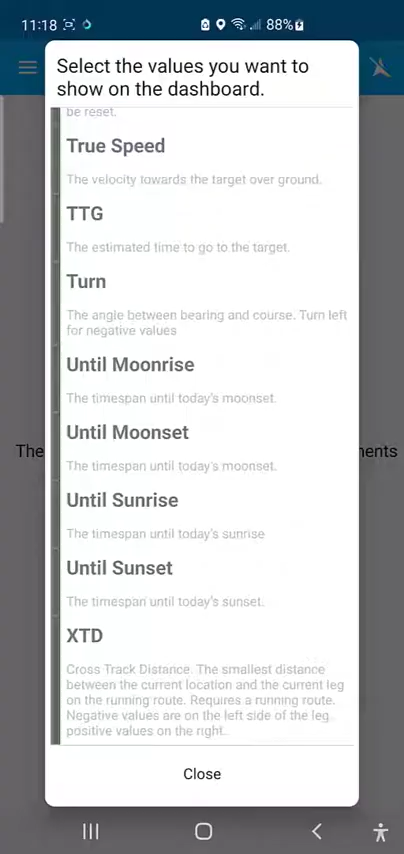 11:18 88%
Select the values you want to
show on the dashboard.
be reset.
True Speed
The velocity towards the target over ground.
TTG
The estimated time to go to the target.
Turn
The angle between bearing and course. Turn left
for negative values
Until Moonrise
The timespan until today's moonset.
Until Moonset
The timespan until today's moonset.
The ments
Until Sunrise
The timespan until today's sunrise
Until Sunset
The timespan until today's sunset.
XTD
Cross Track Distance. The smallest distance
between the current location and the current leg
on the running route. Requires a running route.
Negative values are on the left side of the leg,
positive values on the right.
Close